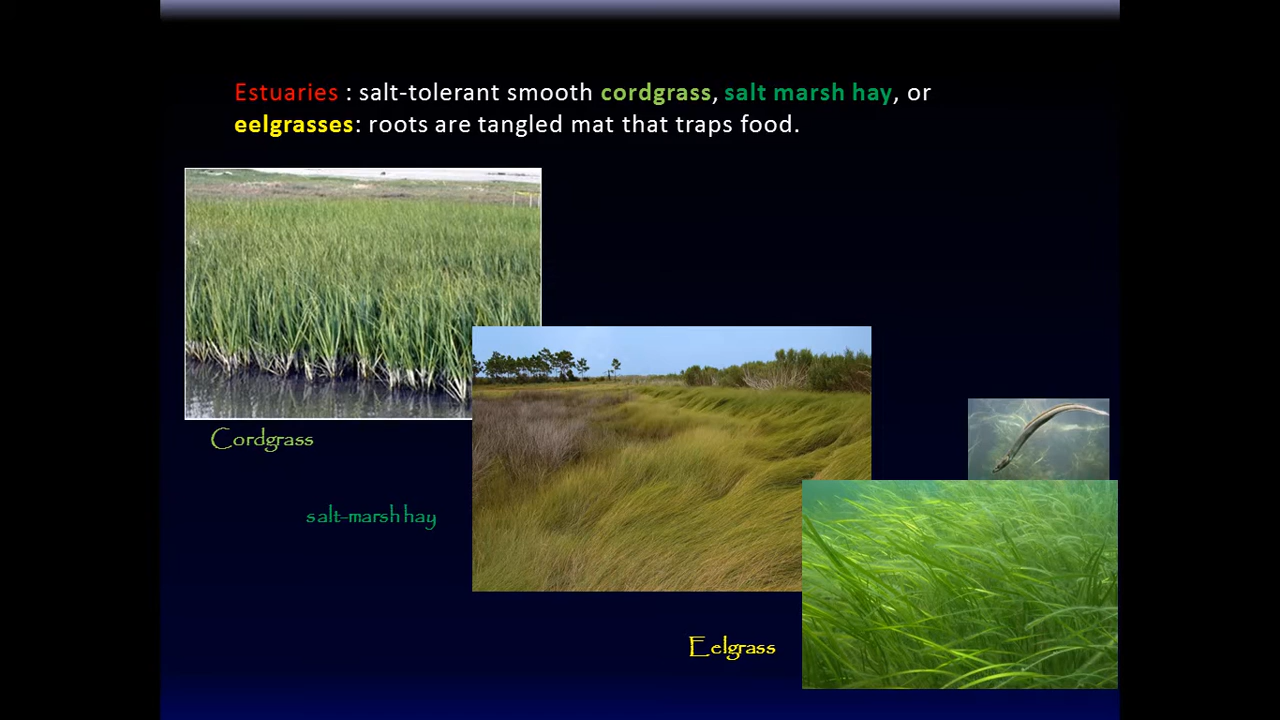 Estuaries : salt-tolerant smooth cordgrass, salt marsh hay, or
eelgrasses: roots are tangled mat that traps food.
Cordgrass
salt-marsh hay
Eelgrass